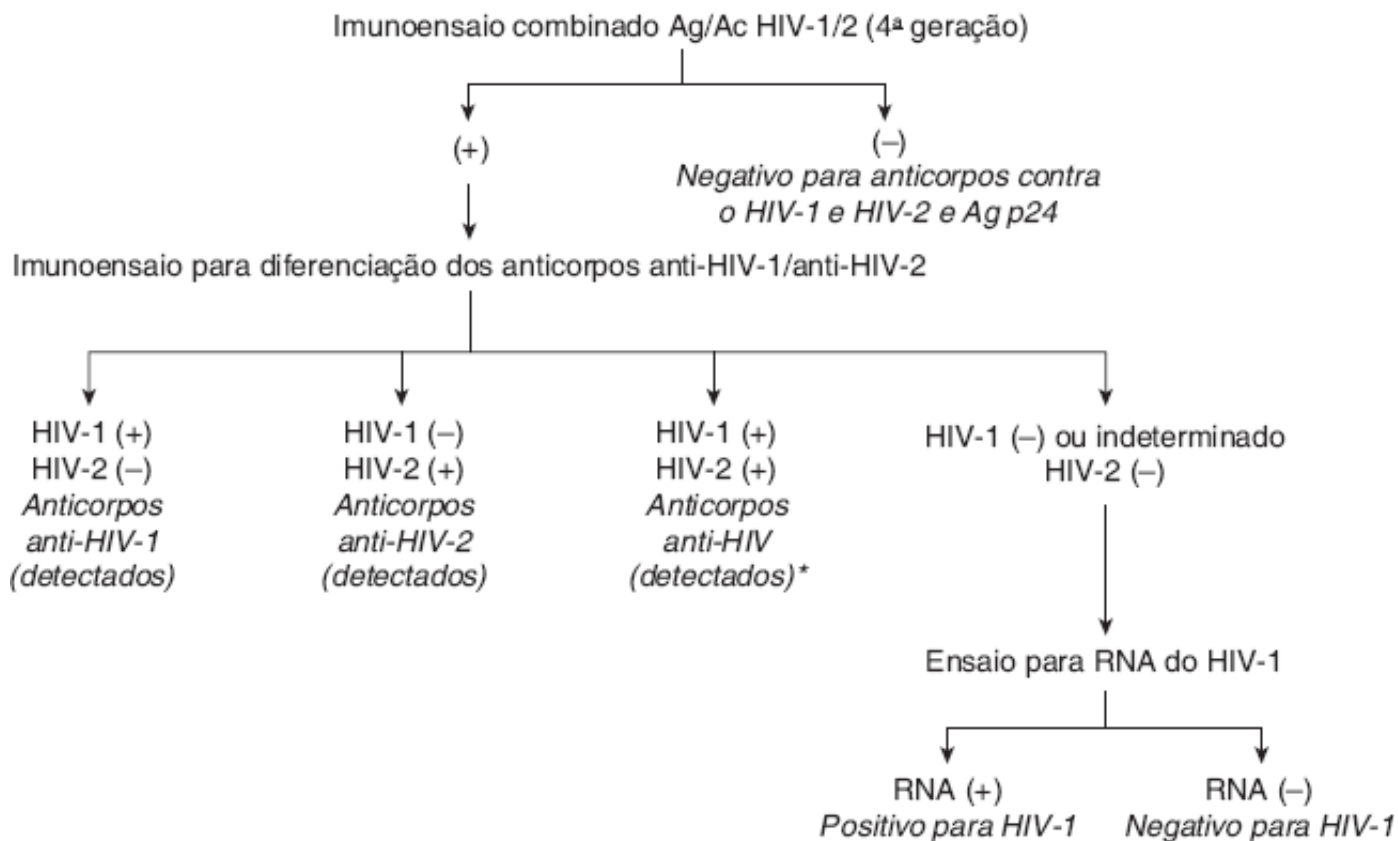 Imunoensaio combinado Ag/Ac HIV-1/2 (4ª geração)
(+)
(–)
Negativo para anticorpos contra
o HIV-1 e HIV-2 e Ag p24
Imunoensaio para diferenciação dos anticorpos anti-HIV-1/anti-HIV-2
HIV-1 (+)
HIV-2 (–)
Anticorpos
anti-HIV-1
(detectados)
HIV-1 (–)
HIV-2 (+)
Anticorpos
anti-HIV-2
(detectados)
HIV-1 (+)
HIV-2 (+)
Anticorpos
anti-HIV
(detectados)*
HIV-1 (–) ou indeterminado
HIV-2 (–)
Ensaio para RNA do HIV-1
RNA (+)
Positivo para HIV-1
RNA (–)
Negativo para HIV-1